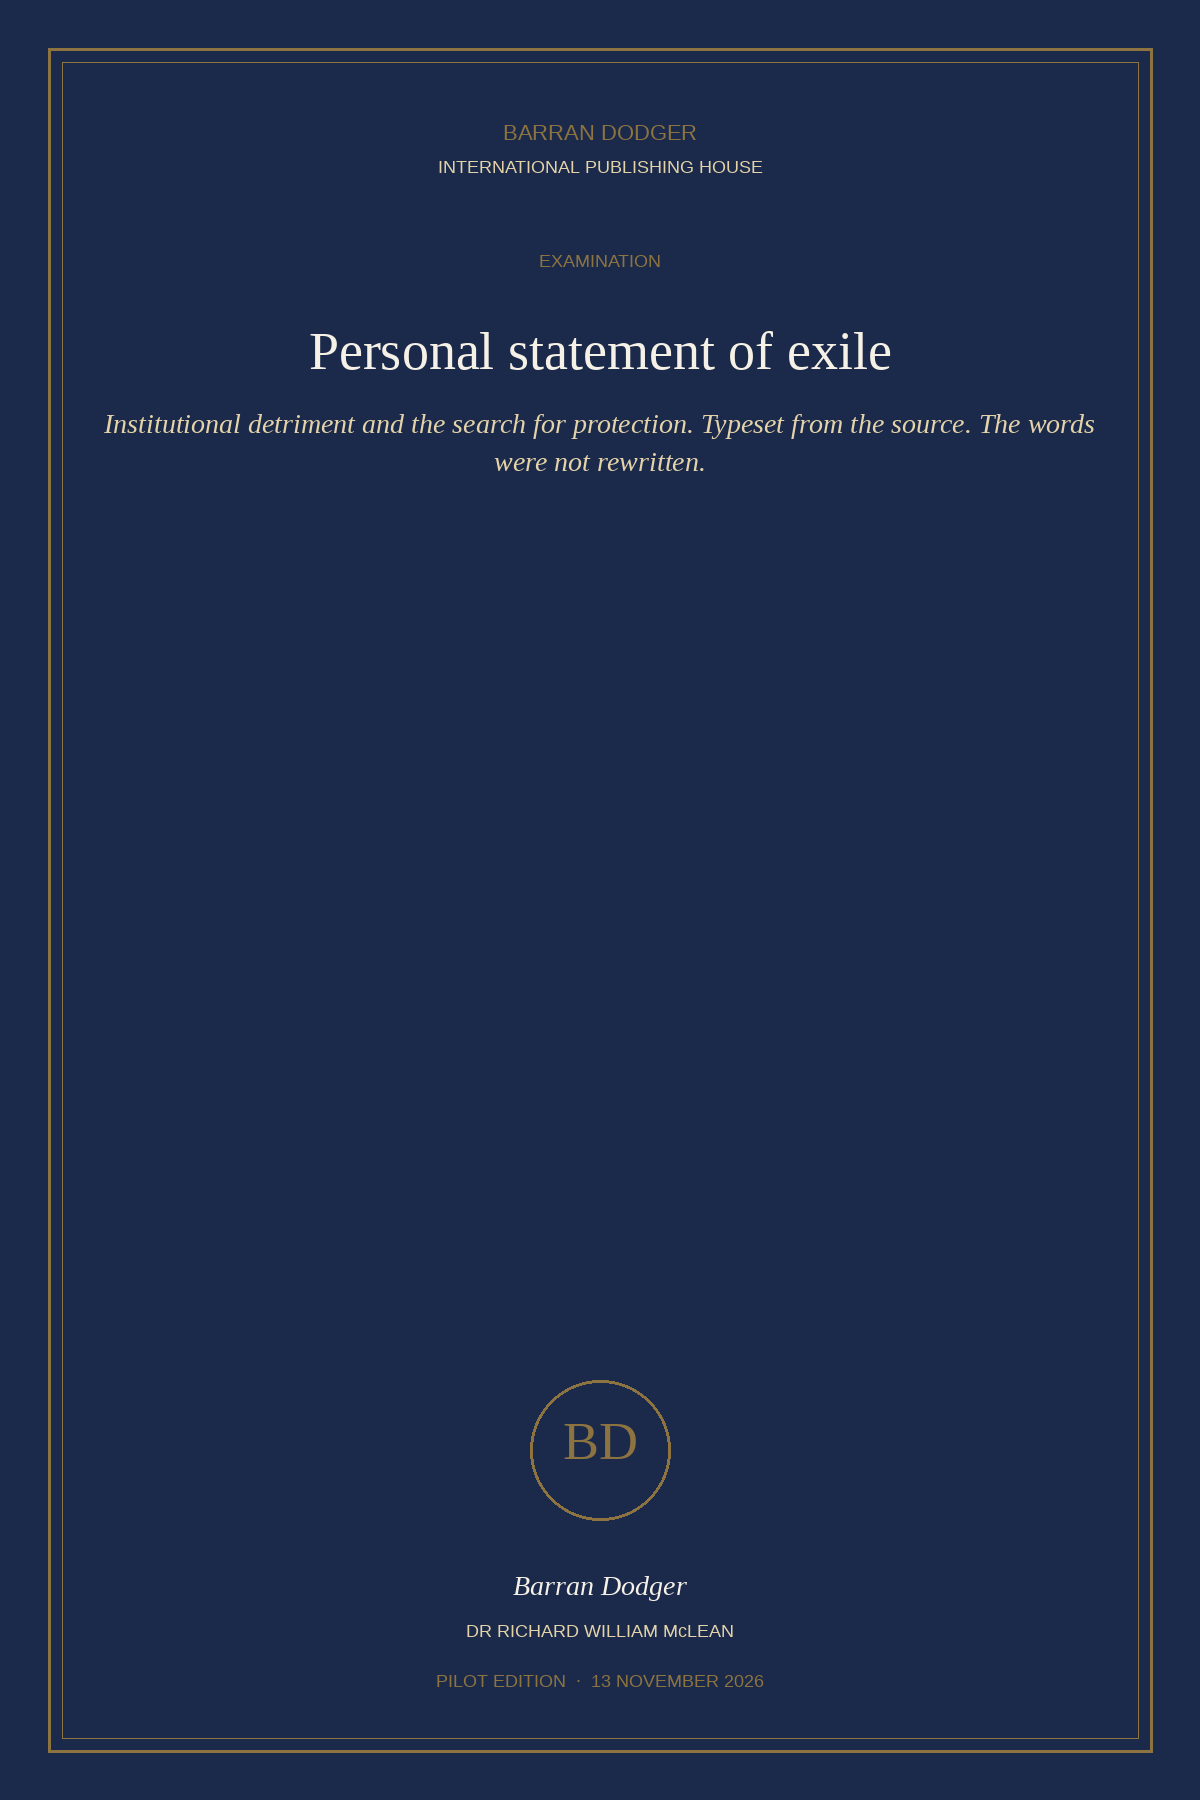 BARRAN DODGER
INTERNATIONAL PUBLISHING HOUSE
EXAMINATION
Personal statement of exile
Institutional detriment and the search for protection. Typeset from the source. The words
were not rewritten.
BD
Barran Dodger
DR RICHARD WILLIAM McLEAN
PILOT EDITION · 13 NOVEMBER 2026